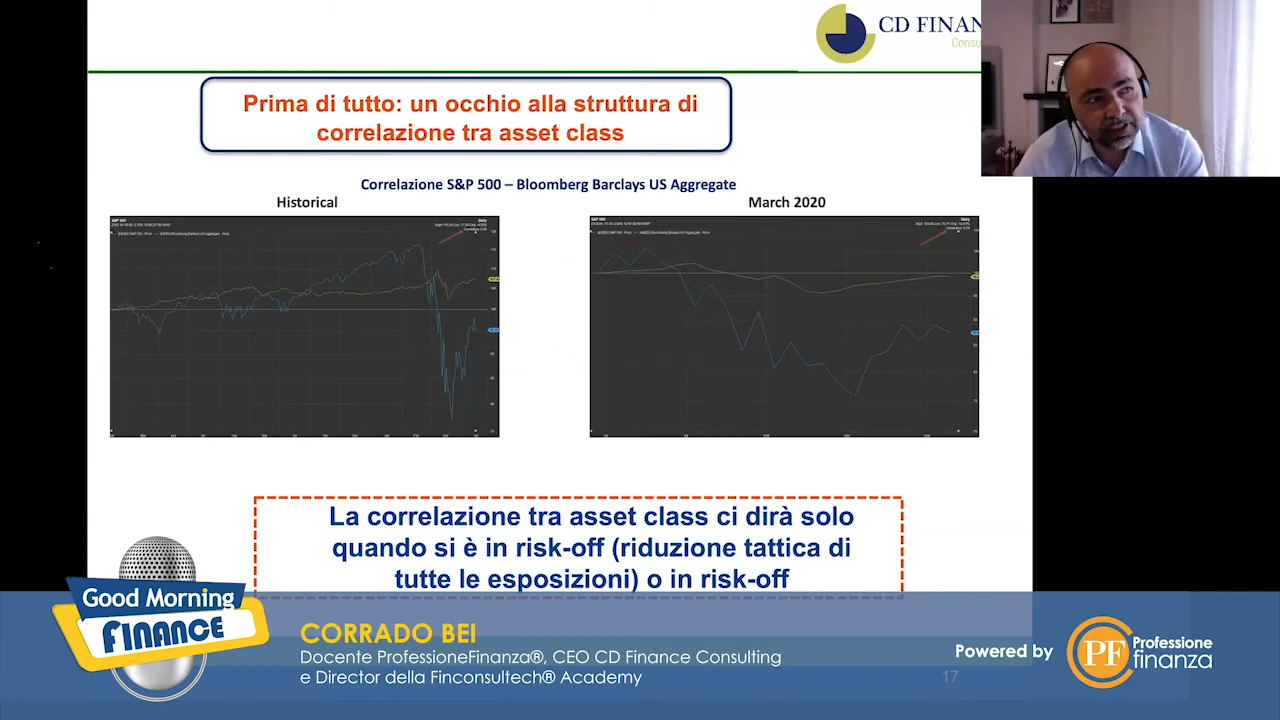 CD FINAN
Consu
Prima di tutto: un occhio alla struttura di
correlazione tra asset class
Correlazione S&P 500 – Bloomberg Barclays US Aggregate
Historical
March 2020
La correlazione tra asset class ci dirà solo
quando si è in risk-off (riduzione tattica di
tutte le esposizioni) o in risk-off
Good Morning
FINANCE
CORRADO BEI
Docente ProfessioneFinanza®, CEO CD Finance Consulting
e Director della Finconsultech® Academy
Powered by
PF
Professione
finanza
17